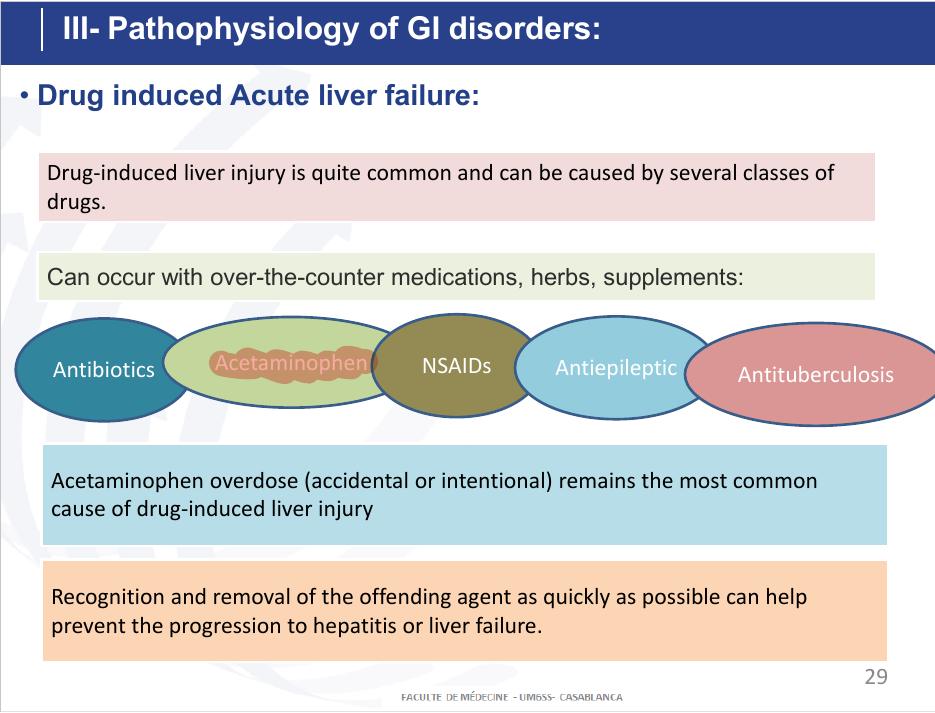 III- Pathophysiology of GI disorders:
• Drug induced Acute liver failure:
Drug-induced liver injury is quite common and can be caused by several classes of
drugs.
Can occur with over-the-counter medications, herbs, supplements:
Antibiotics
Acetaminophen
NSAIDs
Antiepileptic
Antituberculosis
Acetaminophen overdose (accidental or intentional) remains the most common
cause of drug-induced liver injury
Recognition and removal of the offending agent as quickly as possible can help
prevent the progression to hepatitis or liver failure.
29
FACULTE DE MÉDECINE - UM6SS- CASABLANCA